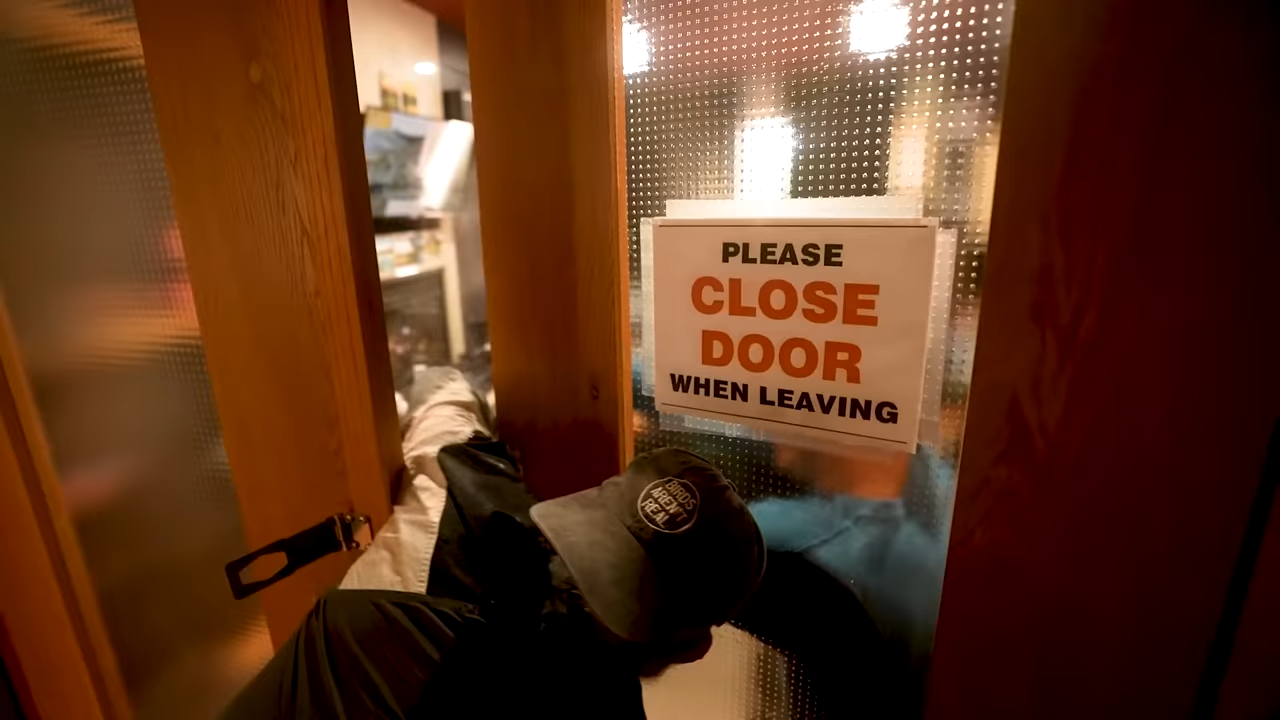 PLEASE
CLOSE
DOOR
WHEN LEAVING
BIRDS
AREN'T
REAL